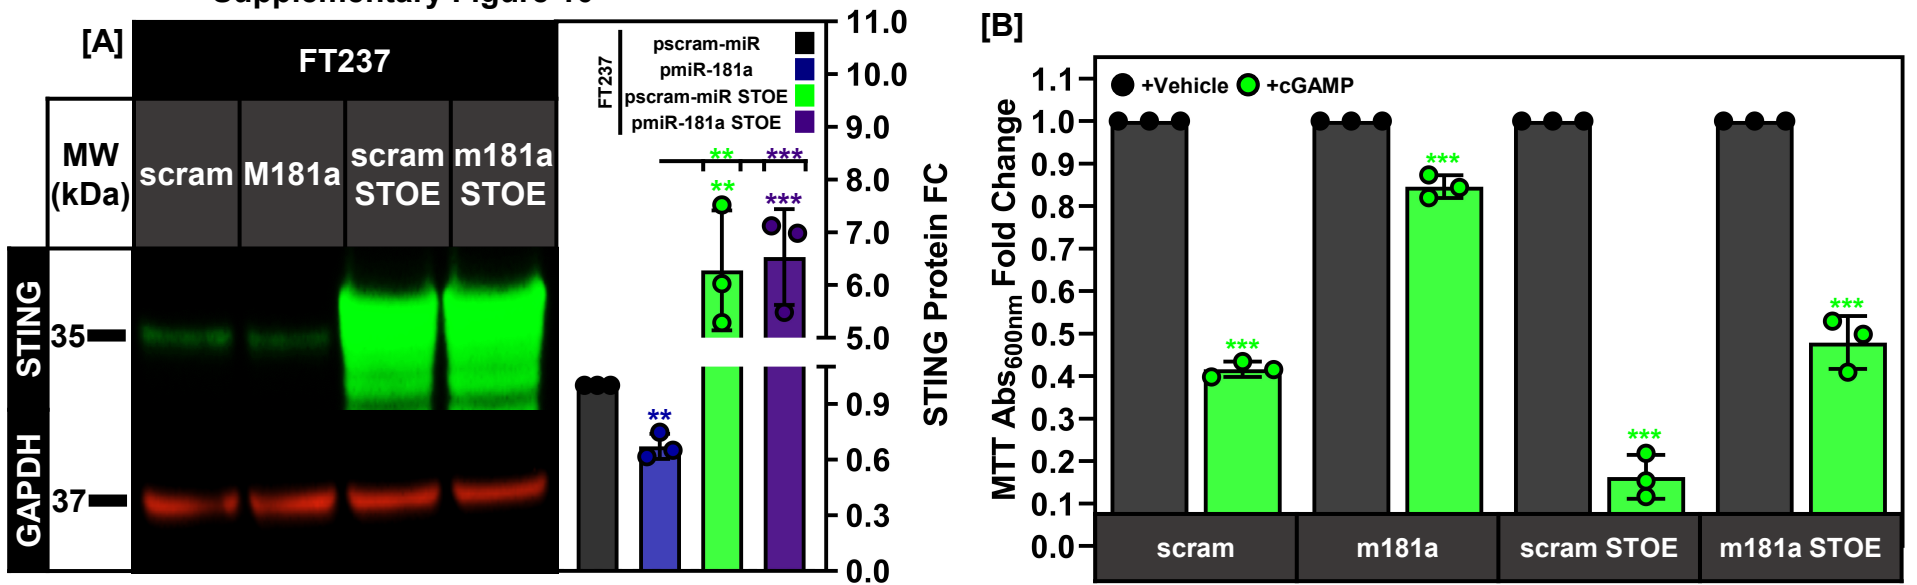 Supplementary Figure 10
[A]
FT237
MW
(kDa)
scram
M181a
scram
STOE
m181a
STOE
STING
35
GAPDH
37
FT237
pscram-miR
pmiR-181a
pscram-miR STOE
pmiR-181a STOE
** ***
** ***
**
11.0
10.0
9.0
8.0
7.0
6.0
5.0
0.9
0.6
0.3
0.0
STING Protein FC
[B]
MTT Abs600nm Fold Change
1.1
1.0
0.9
0.8
0.7
0.6
0.5
0.4
0.3
0.2
0.1
0.0
+Vehicle +cGAMP
***
***
***
***
scram
m181a
scram STOE
m181a STOE